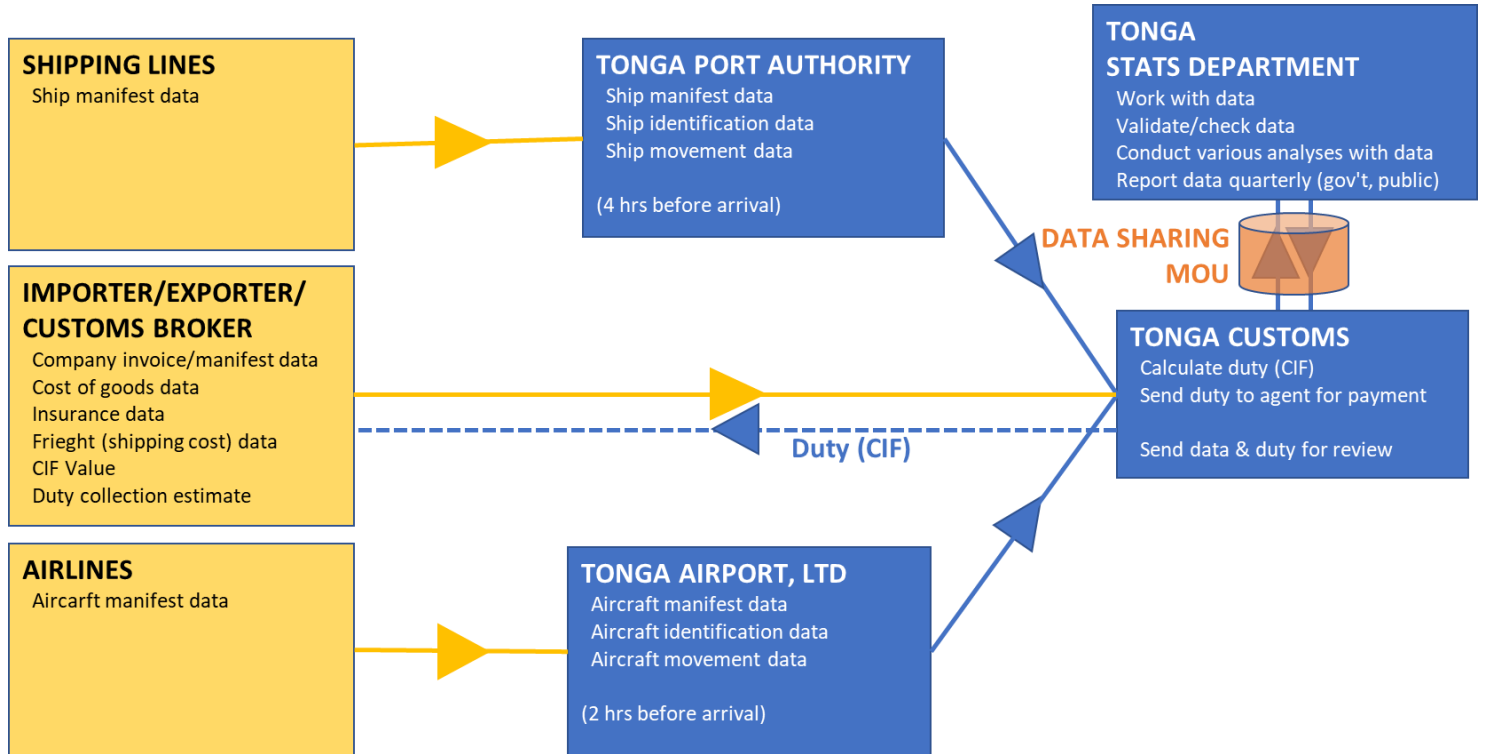 SHIPPING LINES
Ship manifest data
TONGA PORT AUTHORITY
Ship manifest data
Ship identification data
Ship movement data
(4 hrs before arrival)
TONGA
STATS DEPARTMENT
Work with data
Validate/check data
Conduct various analyses with data
Report data quarterly (gov't, public)
DATA SHARING
MOU
IMPORTER/EXPORTER/
CUSTOMS BROKER
Company invoice/manifest data
Cost of goods data
Insurance data
Frieght (shipping cost) data
CIF Value
Duty collection estimate
Duty (CIF)
TONGA CUSTOMS
Calculate duty (CIF)
Send duty to agent for payment
Send data & duty for review
AIRLINES
Aircarft manifest data
TONGA AIRPORT, LTD
Aircraft manifest data
Aircraft identification data
Aircraft movement data
(2 hrs before arrival)